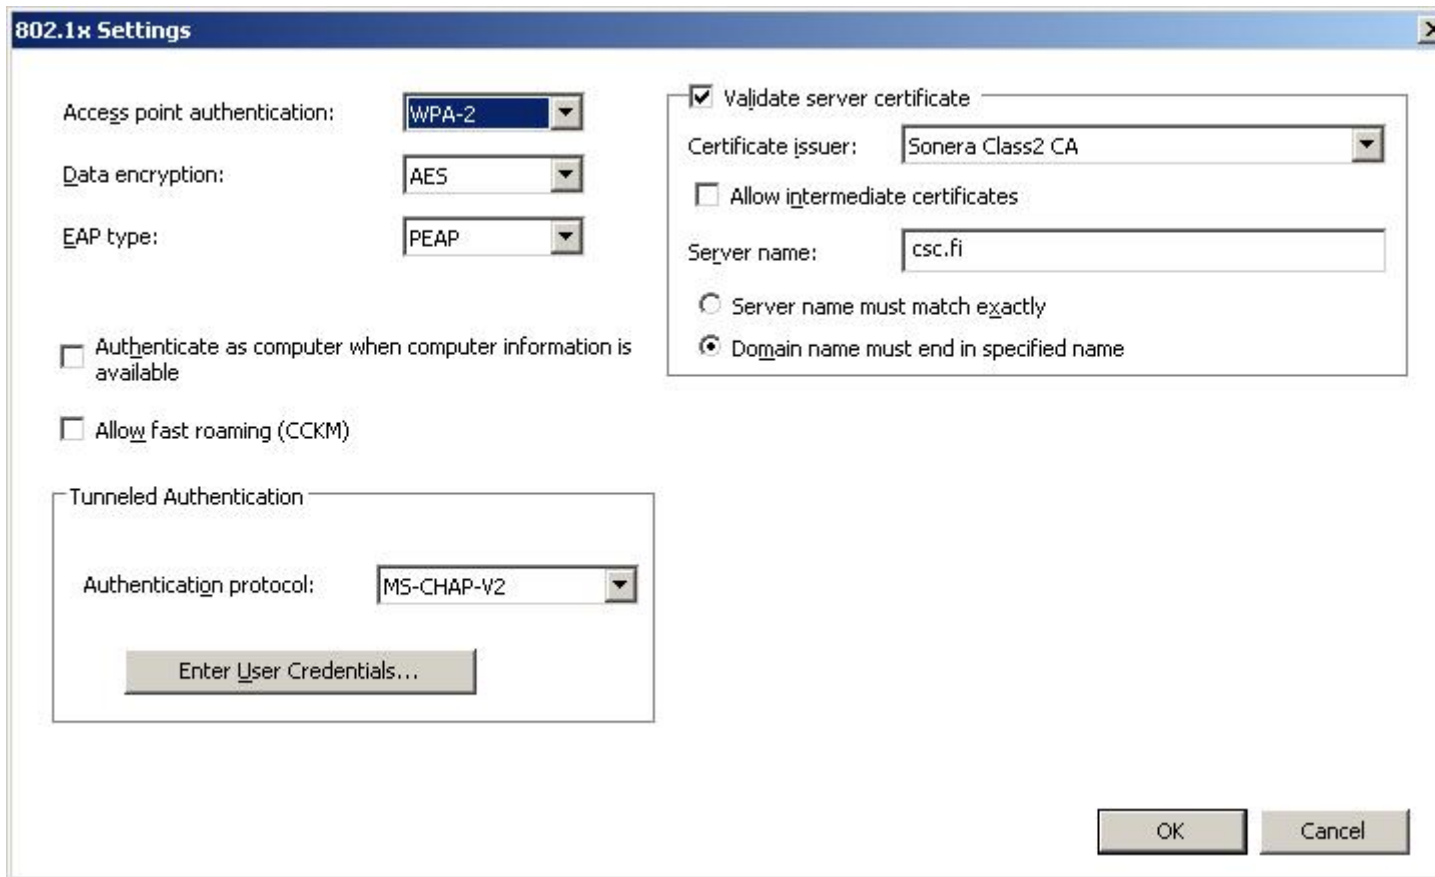 802.1x Settings
Access point authentication: WPA-2
Data encryption: AES
EAP type: PEAP
Authenticate as computer when computer information is
available
Allow fast roaming (CCKM)
Tunneled Authentication
Authentication protocol: MS-CHAP-V2
Enter User Credentials...
Validate server certificate
Certificate issuer: Sonera Class2 CA
Allow intermediate certificates
Server name: csc.fi
Server name must match exactly
Domain name must end in specified name
OK Cancel